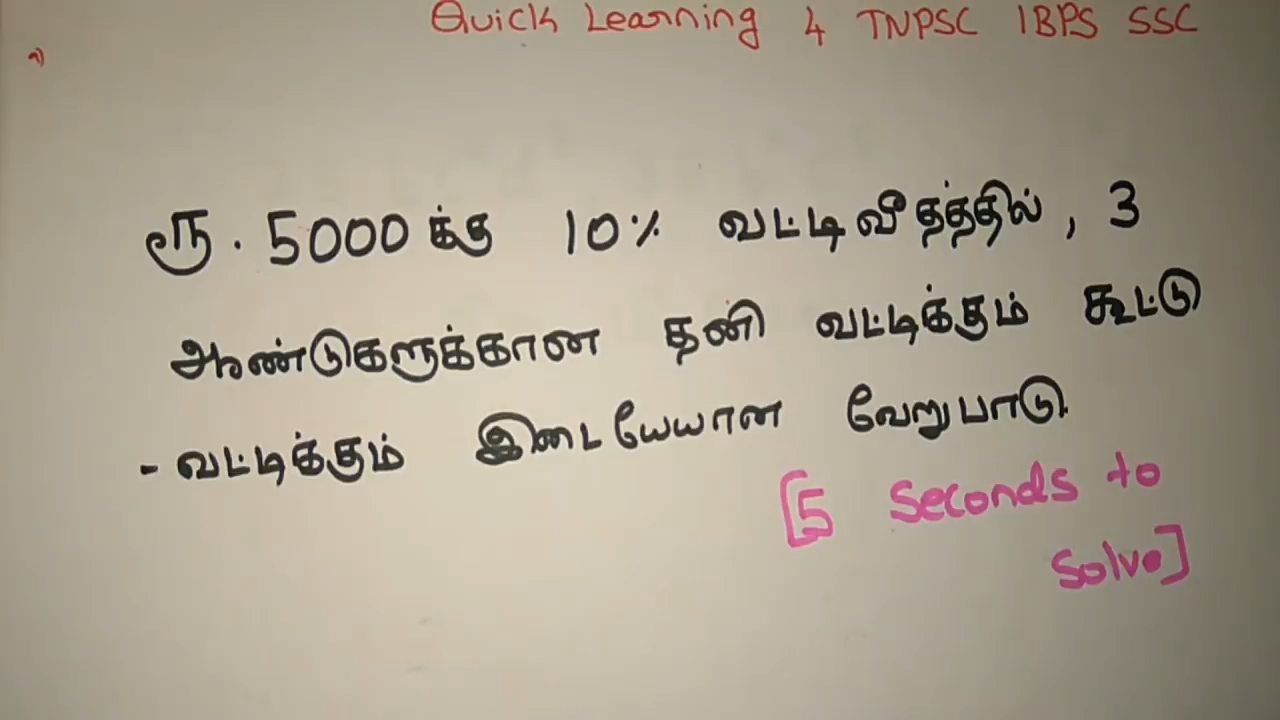 Quick Learning 4 TNPSC IBPS SSC
ரூ. 5000க்கு 10% வட்டிவீதத்தில், 3
ஆண்டுகளுக்கான தனி வட்டிக்கும் கூட்டு
- வட்டிக்கும் இடையேயான வேறுபாடு.
[5 Seconds to
Solve]